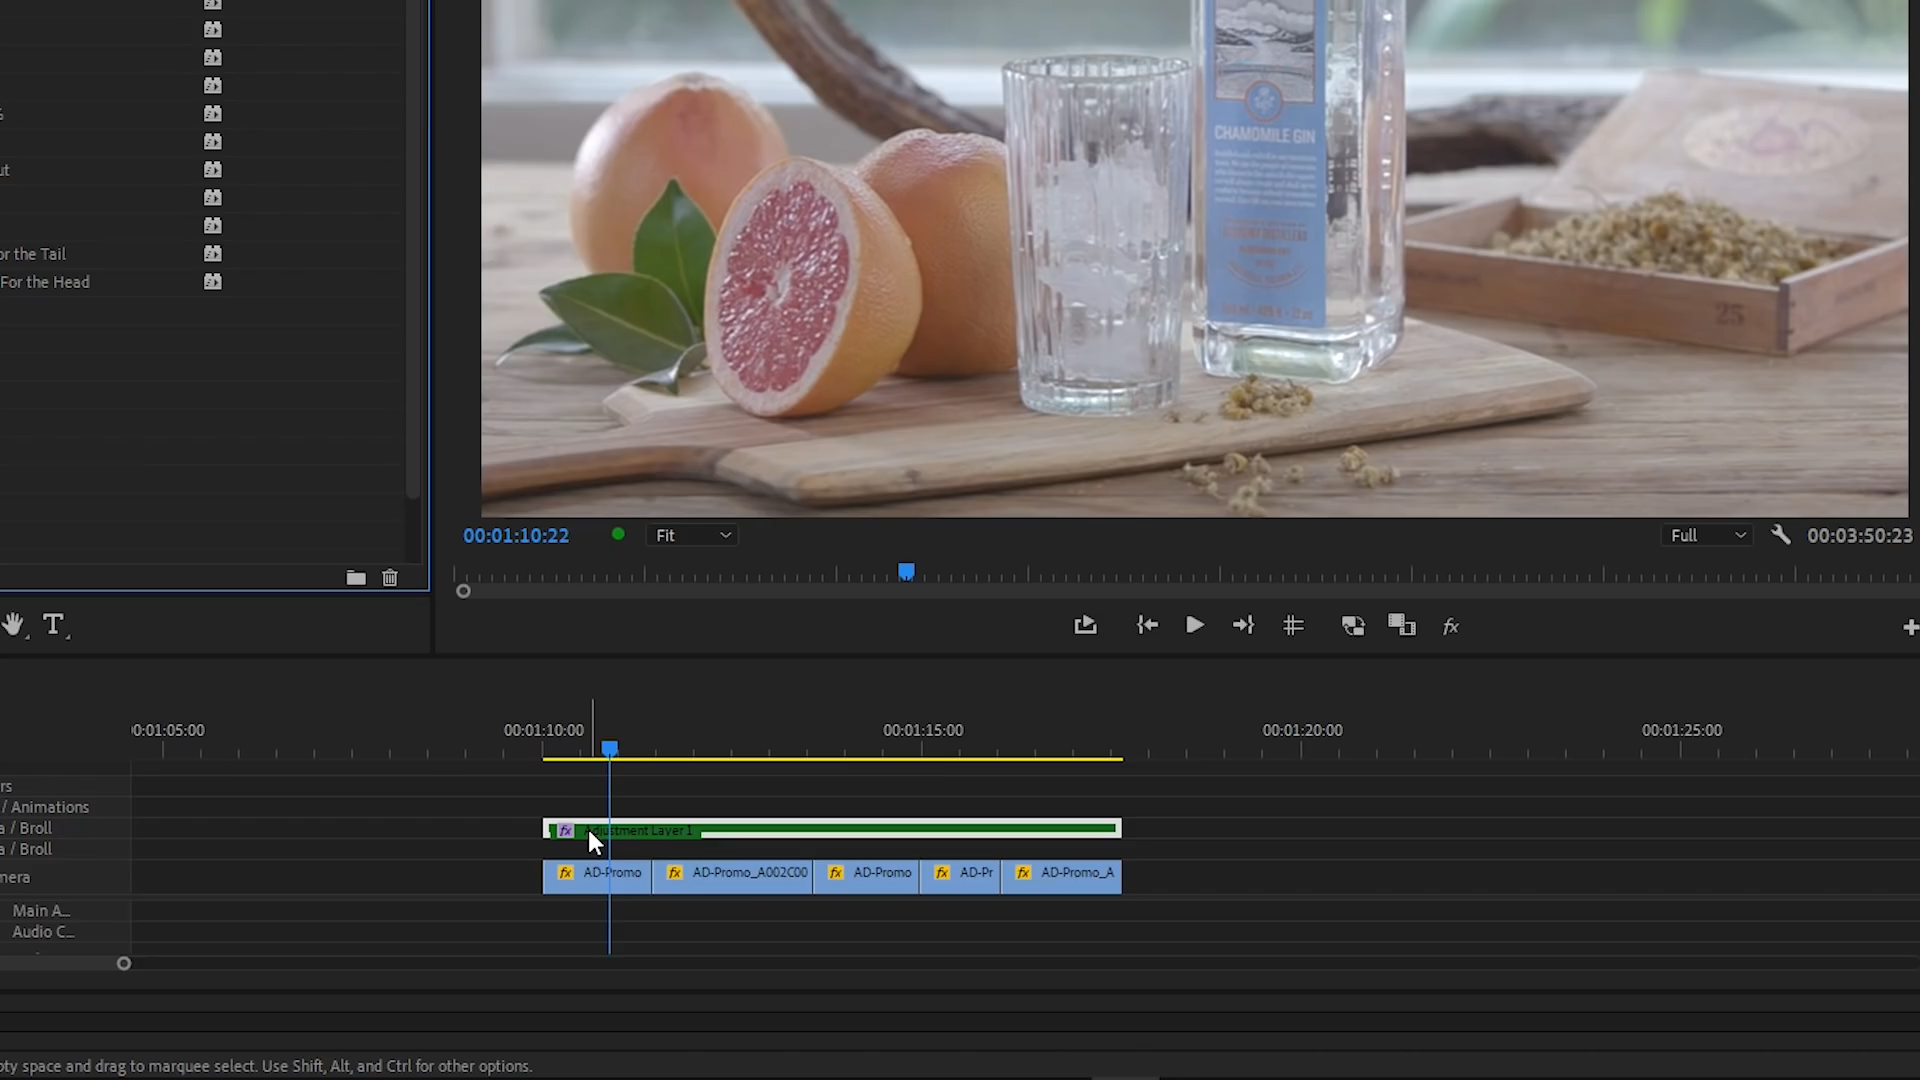 ut
or the Tail
For the Head
CHAMOMILE GIN
25
00:01:10:22
Fit
Full
00:03:50:23
T
fx
0:01:05:00
00:01:10:00
00:01:15:00
00:01:20:00
00:01:25:00
rs
/ Animations
a / Broll
fx Adjustment Layer 1
a / Broll
mera
fx AD-Promo
fx AD-Promo_A002C00
fx AD-Promo
fx AD-Pr
fx AD-Promo_A
Main A...
Audio C...
pty space and drag to marquee select. Use Shift, Alt, and Ctrl for other options.